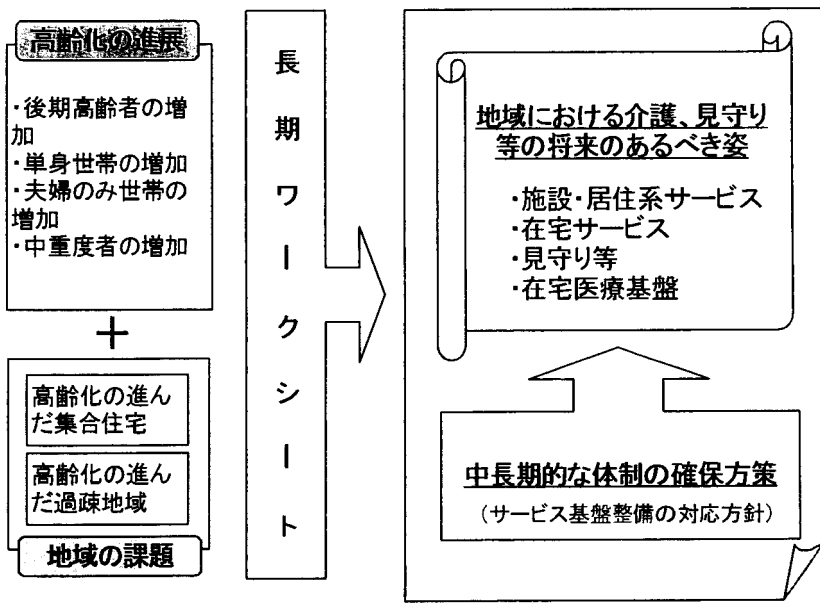 高齢化の進展
・後期高齢者の増
加
・単身世帯の増加
・夫婦のみ世帯の
増加
・中重度者の増加
＋
高齢化の進ん
だ集合住宅
高齢化の進ん
だ過疎地域
地域の課題
長期ワークシート
地域における介護、見守り
等の将来のあるべき姿
・施設・居住系サービス
・在宅サービス
・見守り等
・在宅医療基盤
中長期的な体制の確保方策
（サービス基盤整備の対応方針）